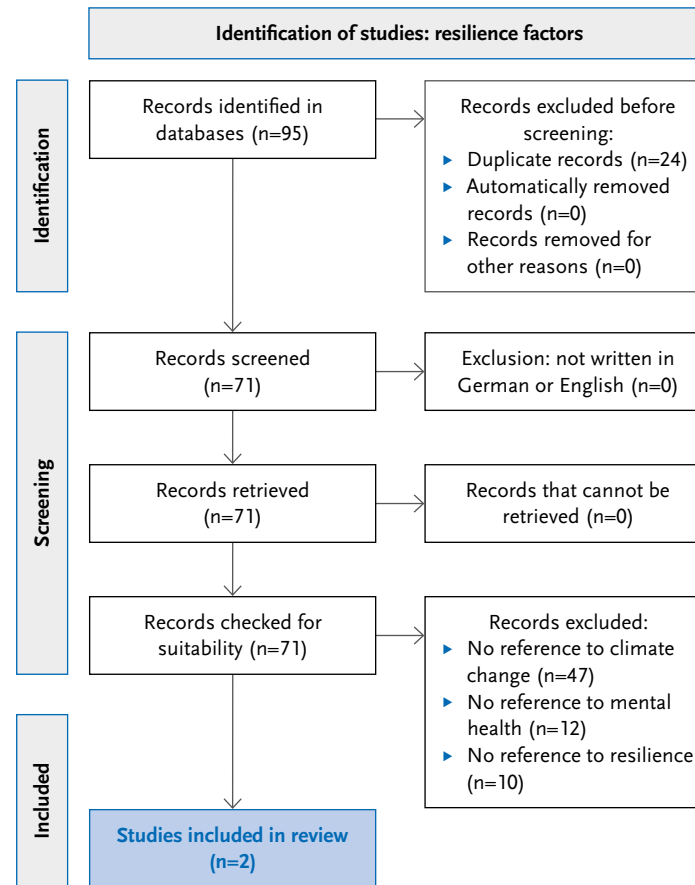 Identification of studies: resilience factors
Identification
Records identified in
databases (n=95)
Records excluded before
screening:
▶ Duplicate records (n=24)
▶ Automatically removed
records (n=0)
▶ Records removed for
other reasons (n=0)
Screening
Records screened
(n=71)
Exclusion: not written in
German or English (n=0)
Records retrieved
(n=71)
Records that cannot be
retrieved (n=0)
Records checked for
suitability (n=71)
Records excluded:
▶ No reference to climate
change (n=47)
▶ No reference to mental
health (n=12)
▶ No reference to resilience
(n=10)
Included
Studies included in review
(n=2)